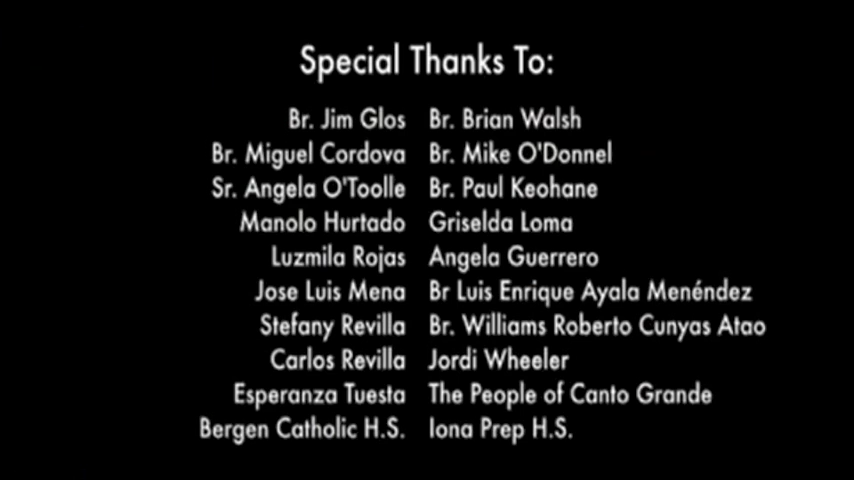 Special Thanks To:
Br. Jim Glos Br. Brian Walsh
Br. Miguel Cordova Br. Mike O'Donnel
Sr. Angela O'Toolle Br. Paul Keohane
Manolo Hurtado Griselda Loma
Luzmila Rojas Angela Guerrero
Jose Luis Mena Br Luis Enrique Ayala Menéndez
Stefany Revilla Br. Williams Roberto Cunyas Atao
Carlos Revilla Jordi Wheeler
Esperanza Tuesta The People of Canto Grande
Bergen Catholic H.S. Iona Prep H.S.